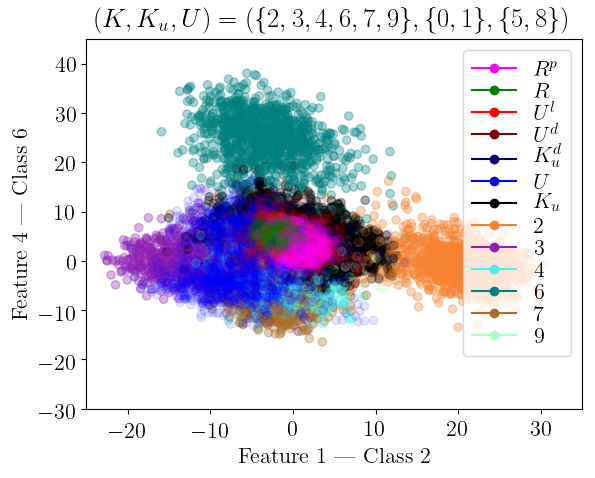 (K, K_u, U) = ({2, 3, 4, 6, 7, 9}, {0, 1}, {5, 8})
Feature 4 — Class 6
40
30
20
10
0
−10
−20
−30
−20
−10
0
10
20
30
Feature 1 — Class 2
R^p
R
U^l
U^d
K_u^d
U
K_u
2
3
4
6
7
9